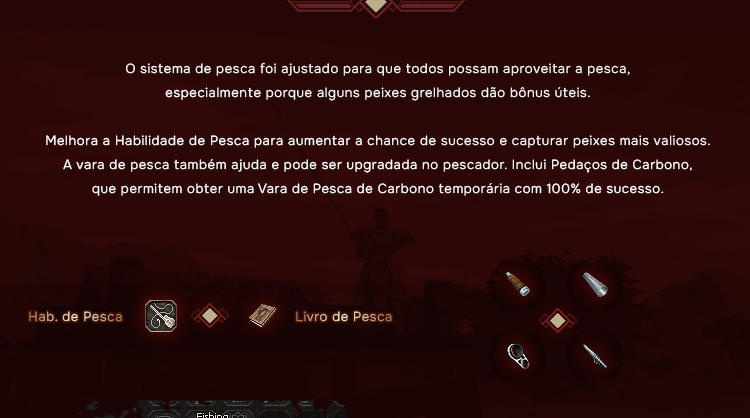 O sistema de pesca foi ajustado para que todos possam aproveitar a pesca,
especialmente porque alguns peixes grelhados dão bônus úteis.
Melhora a Habilidade de Pesca para aumentar a chance de sucesso e capturar peixes mais valiosos.
A vara de pesca também ajuda e pode ser upgradada no pescador. Inclui Pedaços de Carbono,
que permitem obter uma Vara de Pesca de Carbono temporária com 100% de sucesso.
Hab. de Pesca
Livro de Pesca
Fishing